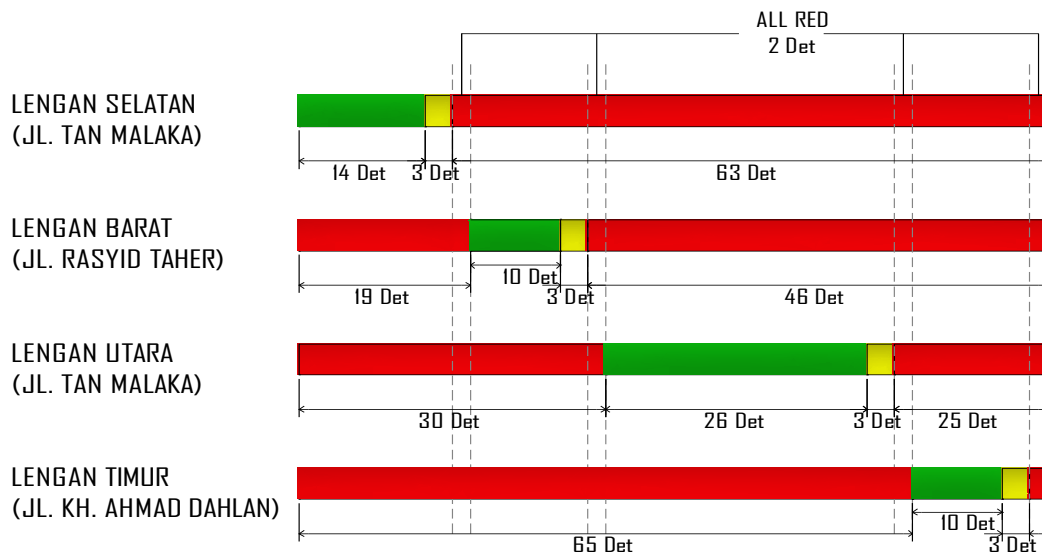 ALL RED
2 Det
LENGAN SELATAN
(JL. TAN MALAKA)
14 Det
3 Det
63 Det
LENGAN BARAT
(JL. RASYID TAHER)
10 Det
19 Det
3 Det
46 Det
LENGAN UTARA
(JL. TAN MALAKA)
30 Det
26 Det
3 Det
25 Det
LENGAN TIMUR
(JL. KH. AHMAD DAHLAN)
10 Det
65 Det
3 Det